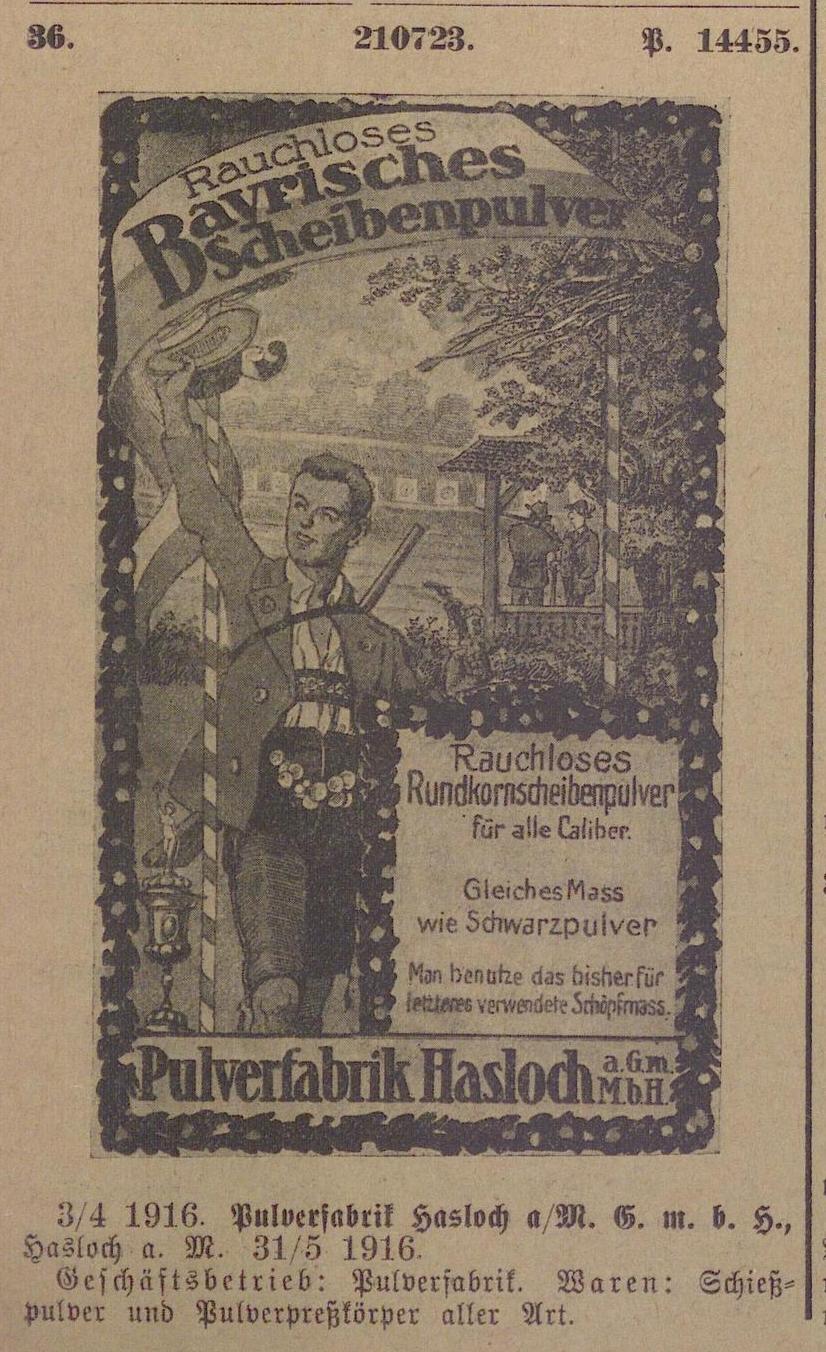 36. 210723. P. 14455.
Rauchloses
Bayrisches
Scheibenpulver
Rauchloses
Rundkornscheibenpulver
für alle Caliber.
Gleiches Mass
wie Schwarzpulver
Man benutze das bisher für
letzteres verwendete Schöpfmass.
Pulverfabrik Hasloch a.G.m.
MbH.
3/4 1916. Pulverfabrik Hasloch a/M. G. m. b. H.,
Hasloch a. M. 31/5 1916.
Geschäftsbetrieb: Pulverfabrik. Waren: Schieß-
pulver und Pulverpreßkörper aller Art.